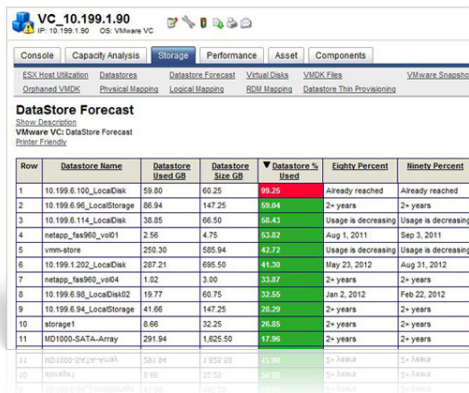 VC_10.199.1.90
IP: 10.199.1.90 OS: VMware VC
Console Capacity Analysis Storage Performance Asset Components
ESX Host Utilization Datastores Datastore Forecast Virtual Disks VMDK Files VMware Snapsho
Orphaned VMDK Physical Mapping Logical Mapping RDM Mapping Datastore Thin Provisioning
DataStore Forecast
Show Description
VMware VC: DataStore Forecast
Printer Friendly
Row Datastore Name Datastore Used GB Datastore Size GB Datastore % Used Eighty Percent Ninety Percent
1 10.199.6.100_LocalDisk 59.80 60.25 99.25 Already reached Already reached
2 10.199.6.96_LocalStorage 86.94 147.25 59.04 2+ years 2+ years
3 10.199.6.114_LocalDisk 38.85 66.50 58.43 Usage is decreasing Usage is decreasing
4 netapp_fas960_vol01 2.56 4.75 53.82 Aug 1, 2011 Sep 3, 2011
5 vmm-store 250.30 585.94 42.72 Usage is decreasing Usage is decreasing
6 10.199.1.202_LocalDisk 287.21 695.50 41.30 May 23, 2012 Aug 31, 2012
7 netapp_fas960_vol04 1.02 3.00 33.87 2+ years 2+ years
8 10.199.6.98_LocalDisk02 19.77 60.75 32.55 Jan 2, 2012 Feb 22, 2012
9 10.199.6.94_LocalStorage 41.66 147.25 28.29 2+ years 2+ years
10 storage1 8.66 32.25 26.85 2+ years 2+ years
11 MD1000-SATA-Array 291.94 1,625.50 17.96 2+ years 2+ years